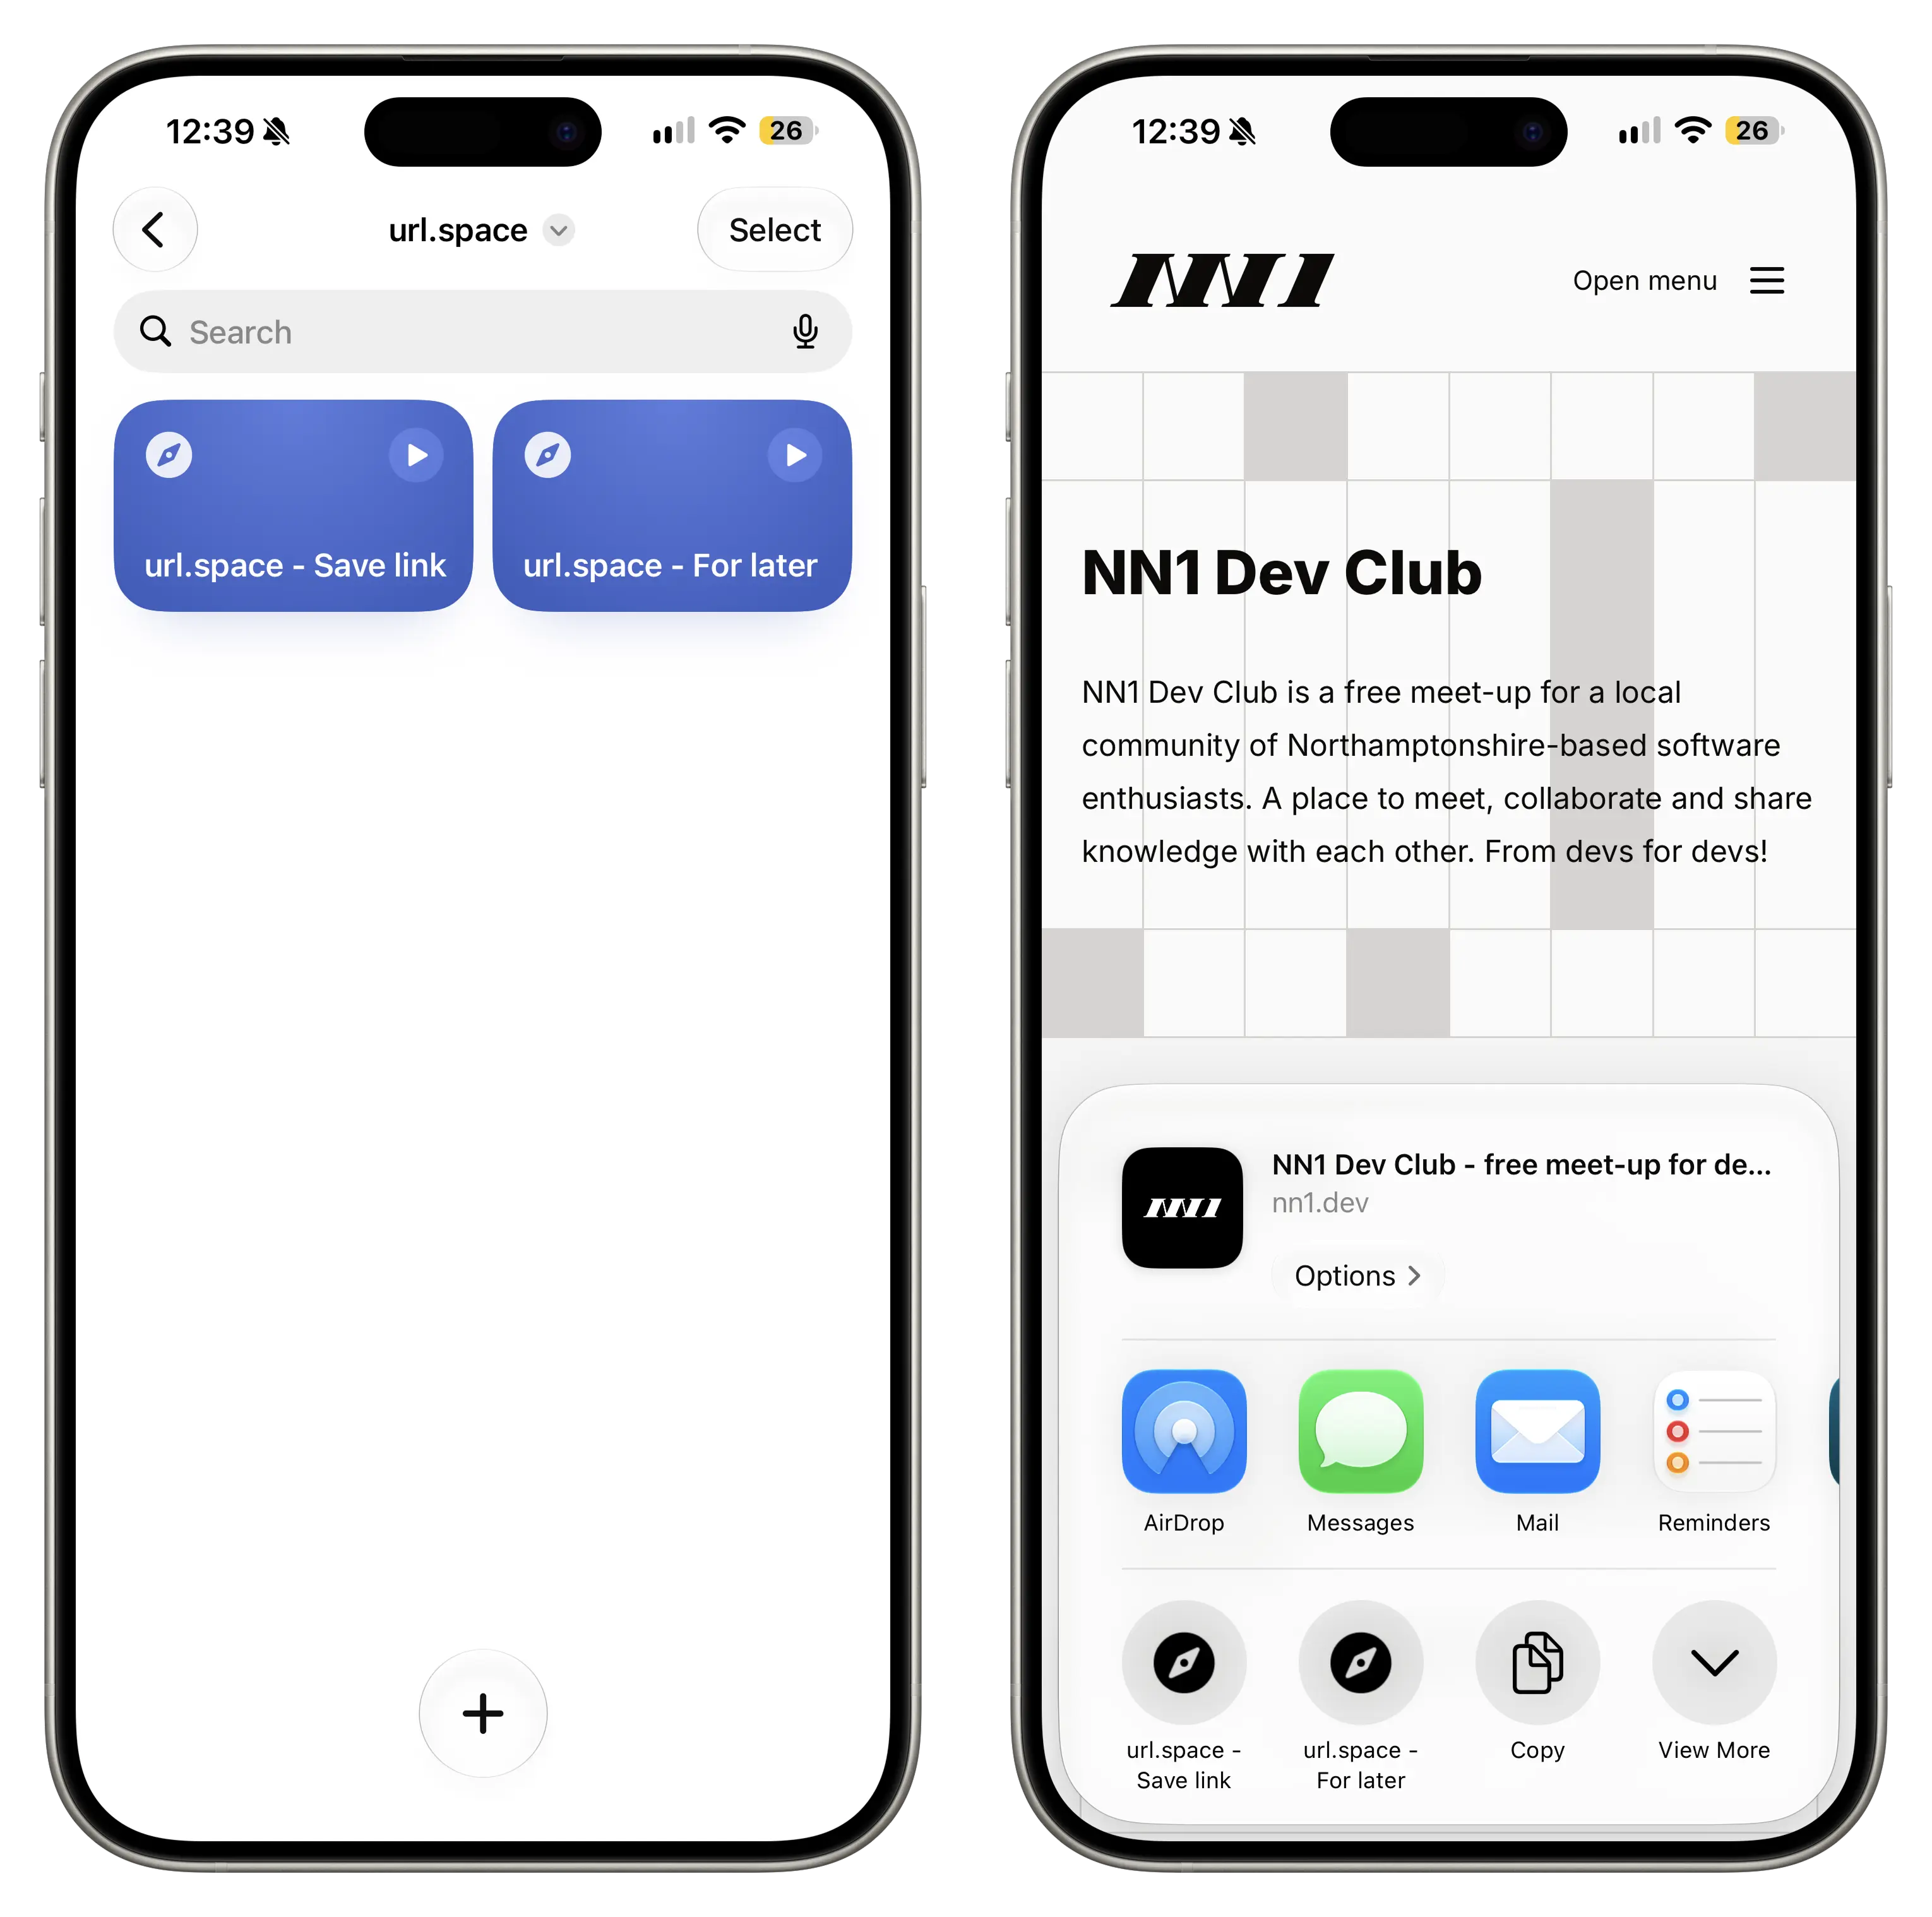 12:39
26
url.space
Select
Search
url.space - Save link
url.space - For later
12:39
26
NN1
Open menu
NN1 Dev Club
NN1 Dev Club is a free meet-up for a local
community of Northamptonshire-based software
enthusiasts. A place to meet, collaborate and share
knowledge with each other. From devs for devs!
NN1
NN1 Dev Club - free meet-up for de...
nn1.dev
Options
AirDrop
Messages
Mail
Reminders
url.space -
Save link
url.space -
For later
Copy
View More